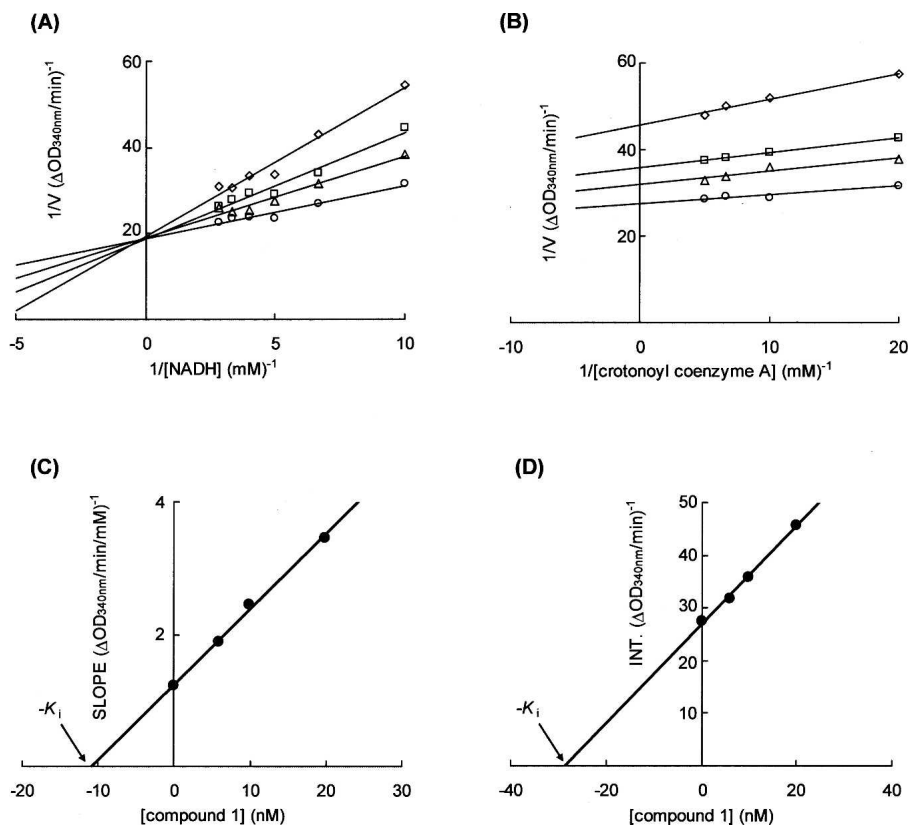 (A)
1/V (ΔOD340nm/min)-1
60
40
20
-5
0
5
10
1/[NADH] (mM)-1
(B)
1/V (ΔOD340nm/min)-1
60
40
20
-10
0
10
20
1/[crotonoyl coenzyme A] (mM)-1
(C)
SLOPE (ΔOD340nm/min/mM)-1
4
2
-Ki
-20
-10
0
10
20
30
[compound 1] (nM)
(D)
INT. (ΔOD340nm/min)-1
50
40
30
20
10
-Ki
-40
-20
0
20
40
[compound 1] (nM)